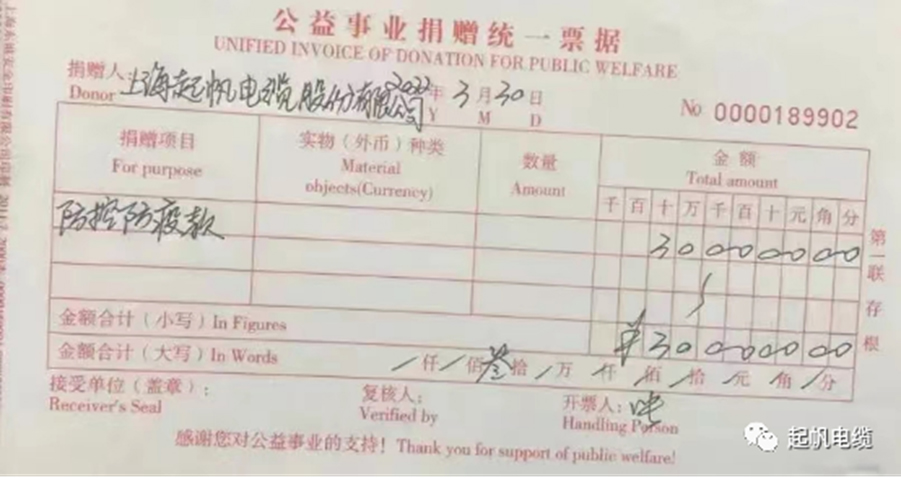 公益事业捐赠统一票据
UNIFIED INVOICE OF DONATION FOR PUBLIC WELFARE
捐赠人 上海起帆电缆股份有限公司 2022年 3月 30日
Donor Y M D
No 0000189902
捐赠项目 实物（外币）种类 数量 金额
For purpose Material objects(Currency) Amount Total amount
千 百 十 万 千 百 十 元 角 分
防控防疫款 3 0 0 0 0 0 0 0
金额合计（小写）In Figures ¥ 3 0 0 0 0 0 0 0
金额合计（大写）In Words / 仟 / 佰 叁 拾 / 万 / 仟 / 佰 / 拾 / 元 / 角 / 分
接受单位（盖章）： 复核人： 开票人：
Receiver's Seal Verified by Handling Person
感谢您对公益事业的支持！Thank you for support of public welfare!
第一联 存根
起帆电缆